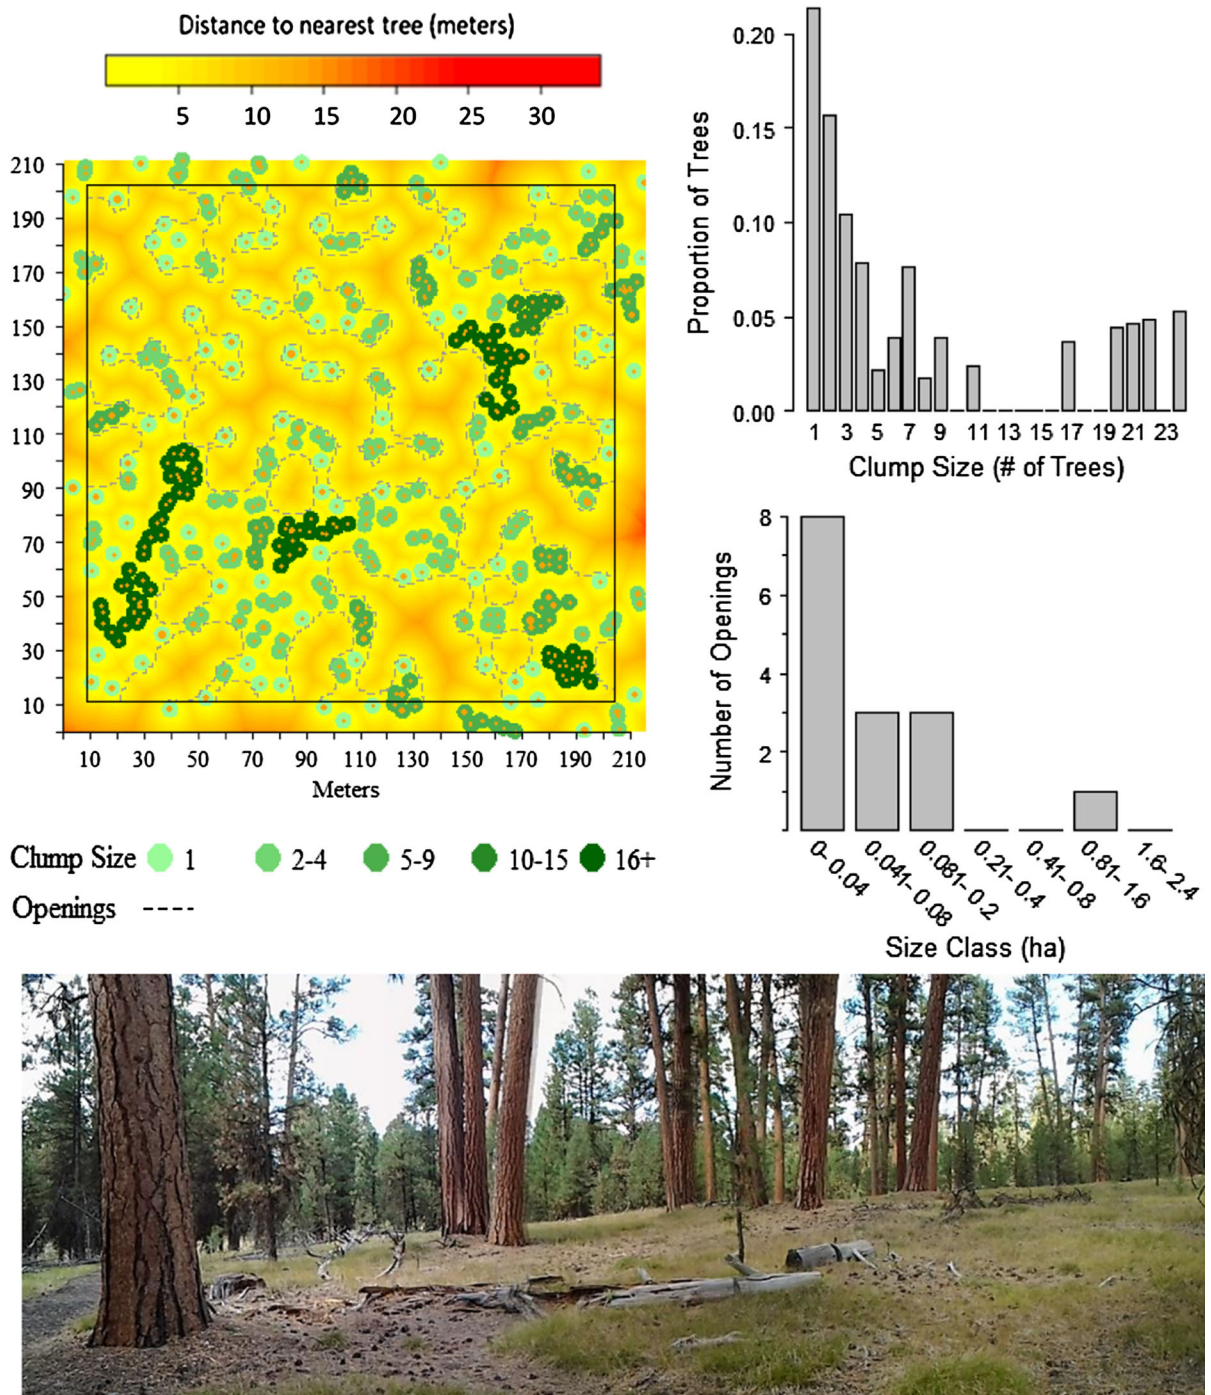 Distance to nearest tree (meters)
5 10 15 20 25 30
210
190
170
150
130
110
90
70
50
30
10
10 30 50 70 90 110 130 150 170 190 210
Meters
Clump Size 1 2-4 5-9 10-15 16+
Openings ----
0.20
0.15
0.10
0.05
0.00
Proportion of Trees
1 3 5 7 9 11 13 15 17 19 21 23
Clump Size (# of Trees)
8
6
4
2
Number of Openings
0-0.04
0.041-0.08
0.081-0.2
0.21-0.4
0.41-0.8
0.81-1.6
1.6-2.4
Size Class (ha)